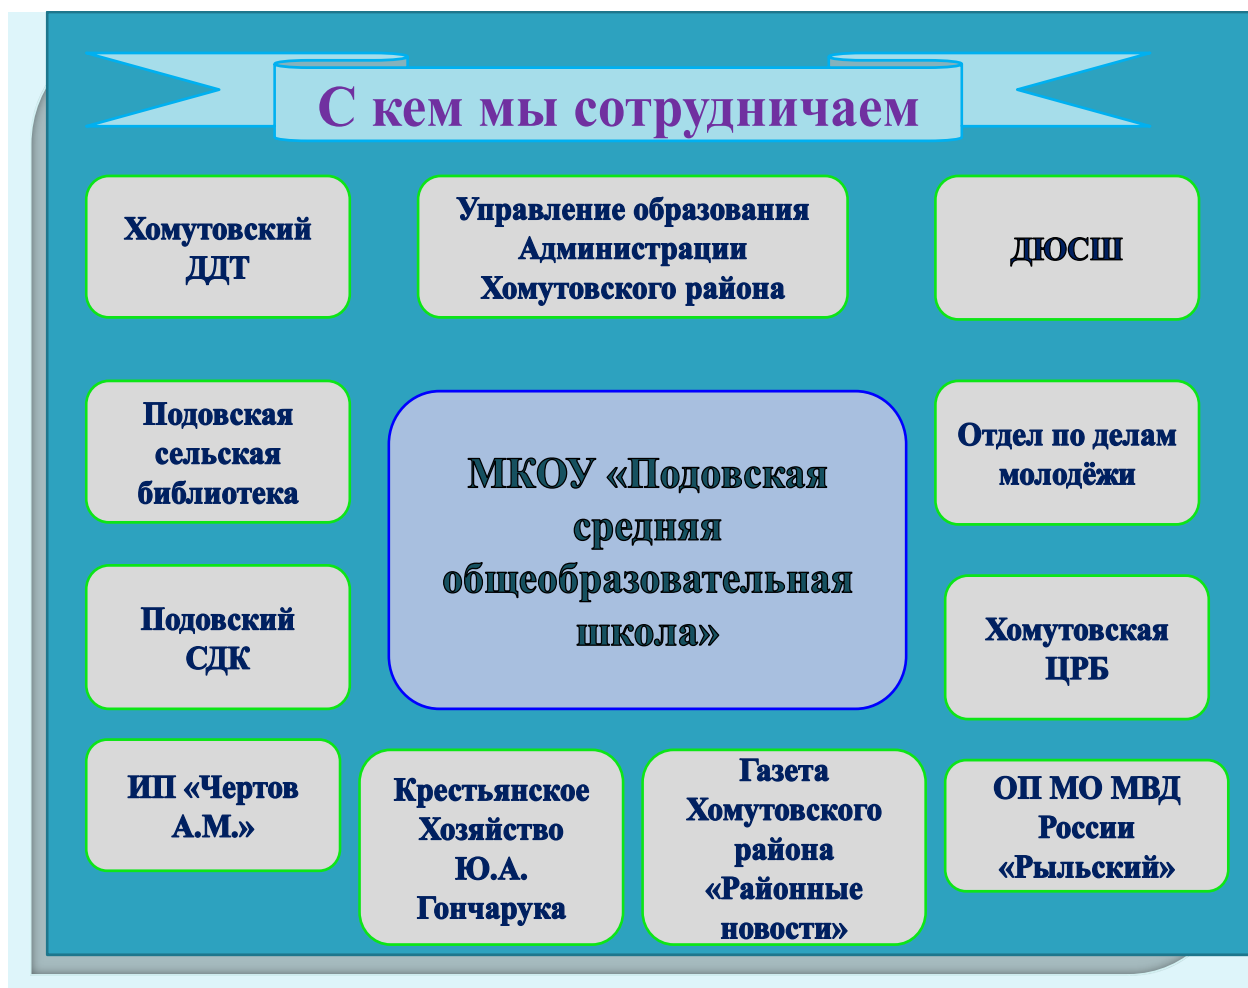 С кем мы сотрудничаем
Хомутовский
ДДТ
Управление образования
Администрации
Хомутовского района
ДЮСШ
Подовская
сельская
библиотека
МКОУ «Подовская
средняя
общеобразовательная
школа»
Отдел по делам
молодёжи
Подовский
СДК
Хомутовская
ЦРБ
ИП «Чертов
А.М.»
Крестьянское
Хозяйство
Ю.А.
Гончарука
Газета
Хомутовского
района
«Районные
новости»
ОП МО МВД
России
«Рыльский»